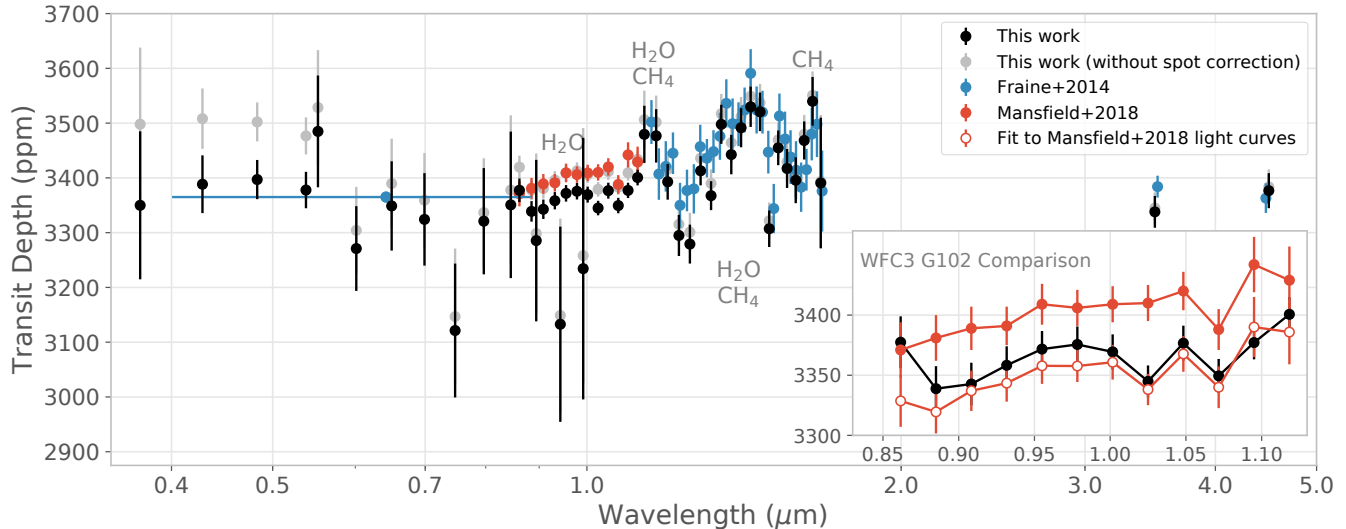 3700
3600
3500
3400
3300
3200
3100
3000
2900
Transit Depth (ppm)
0.4
0.5
0.7
1.0
2.0
3.0
4.0
5.0
Wavelength (μm)
H₂O
H₂O
CH₄
CH₄
H₂O
CH₄
This work
This work (without spot correction)
Fraine+2014
Mansfield+2018
Fit to Mansfield+2018 light curves
WFC3 G102 Comparison
3400
3350
3300
0.85
0.90
0.95
1.00
1.05
1.10